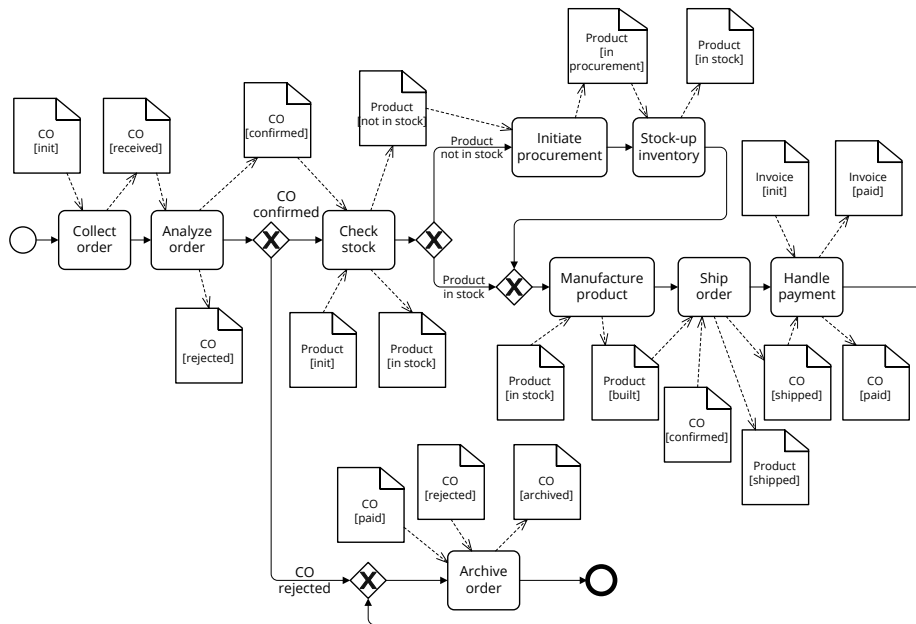 Product
[in
procurement]
Product
[in stock]
CO
[init]
CO
[received]
CO
[confirmed]
Product
[not in stock]
Product
not in stock
Initiate
procurement
Stock-up
inventory
Invoice
[init]
Invoice
[paid]
CO
confirmed
Collect
order
Analyze
order
Check
stock
Product
in stock
Manufacture
product
Ship
order
Handle
payment
CO
[rejected]
Product
[init]
Product
[in stock]
Product
[in stock]
Product
[built]
CO
[confirmed]
CO
[shipped]
CO
[paid]
Product
[shipped]
CO
[paid]
CO
[rejected]
CO
[archived]
CO
rejected
Archive
order